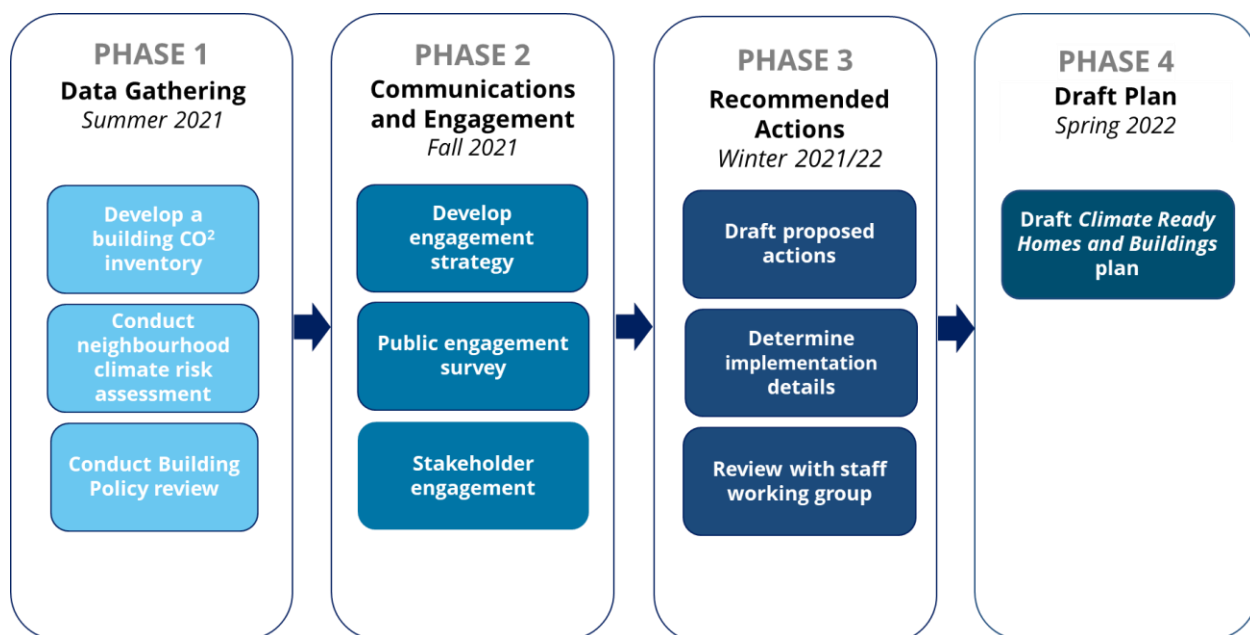 PHASE 1
Data Gathering
Summer 2021
Develop a
building CO²
inventory
Conduct
neighbourhood
climate risk
assessment
Conduct Building
Policy review
PHASE 2
Communications
and Engagement
Fall 2021
Develop
engagement
strategy
Public engagement
survey
Stakeholder
engagement
PHASE 3
Recommended
Actions
Winter 2021/22
Draft proposed
actions
Determine
implementation
details
Review with staff
working group
PHASE 4
Draft Plan
Spring 2022
Draft Climate Ready
Homes and Buildings
plan